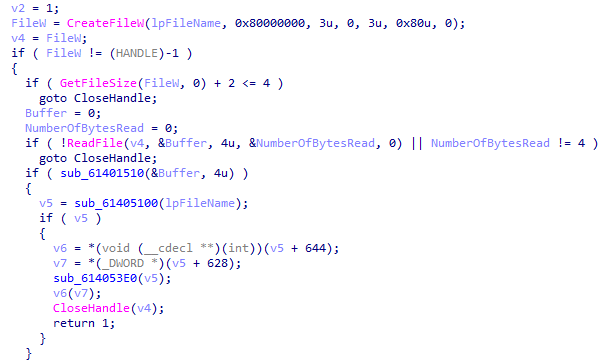 v2 = 1;
FileW = CreateFileW(lpFileName, 0x80000000, 3u, 0, 3u, 0x80u, 0);
v4 = FileW;
if ( FileW != (HANDLE)-1 )
{
if ( GetFileSize(FileW, 0) + 2 <= 4 )
goto CloseHandle;
Buffer = 0;
NumberOfBytesRead = 0;
if ( !ReadFile(v4, &Buffer, 4u, &NumberOfBytesRead, 0) || NumberOfBytesRead != 4 )
goto CloseHandle;
if ( sub_61401510(&Buffer, 4u) )
{
v5 = sub_61405100(lpFileName);
if ( v5 )
{
v6 = *(void (__cdecl **)(int))(v5 + 644);
v7 = *(_DWORD *)(v5 + 628);
sub_614053E0(v5);
v6(v7);
CloseHandle(v4);
return 1;
}
}